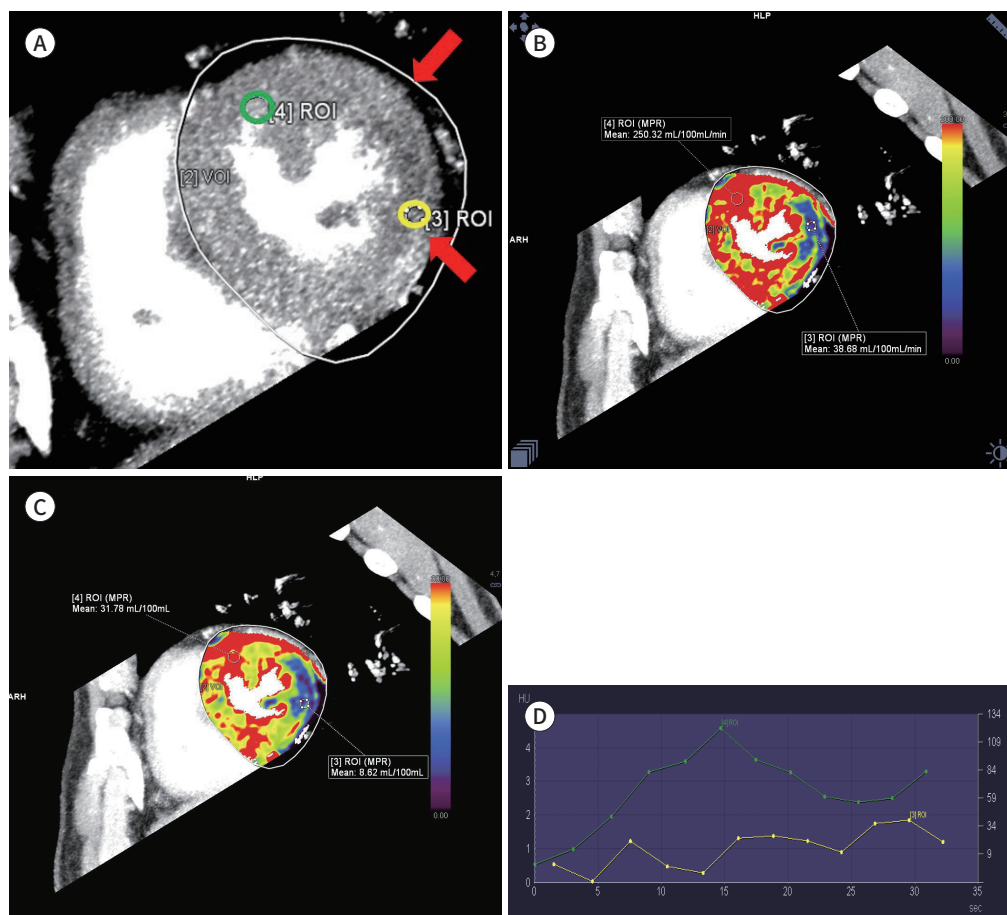 A
[4] ROI
[2] VOI
[3] ROI
B
HLP
[4] ROI (MPR)
Mean: 250.32 mL/100mL/min
ARH
[3] ROI (MPR)
Mean: 38.68 mL/100mL/min
0.00
C
HLP
4,7
[4] ROI (MPR)
Mean: 31.78 mL/100mL
ARH
[3] ROI (MPR)
Mean: 8.62 mL/100mL
0.00
D
HU
[4] ROI
[3] ROI
4
3
2
1
0
134
109
84
59
34
9
0
5
10
15
20
25
30
35
sec